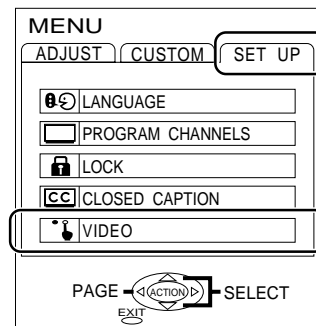 MENU
ADJUST CUSTOM SET UP
LANGUAGE
PROGRAM CHANNELS
LOCK
CC CLOSED CAPTION
VIDEO
PAGE ACTION SELECT
EXIT